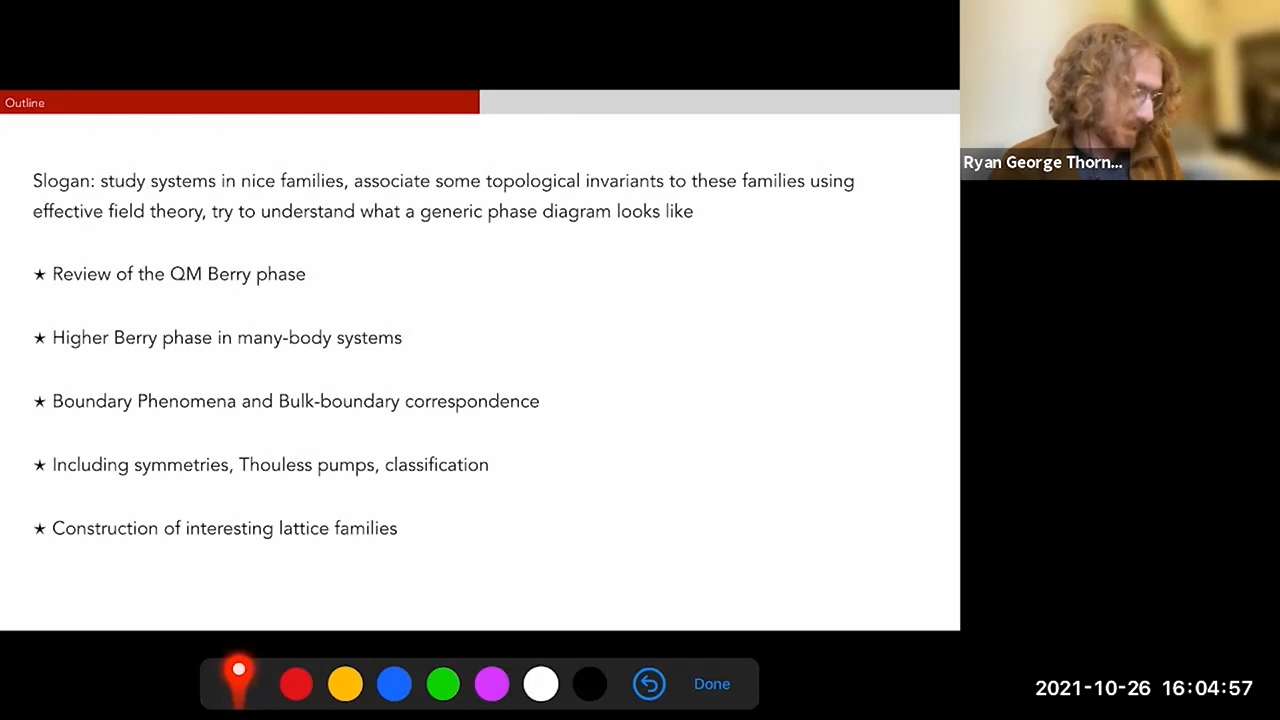 Outline
Slogan: study systems in nice families, associate some topological invariants to these families using
effective field theory, try to understand what a generic phase diagram looks like
★ Review of the QM Berry phase
★ Higher Berry phase in many-body systems
★ Boundary Phenomena and Bulk-boundary correspondence
★ Including symmetries, Thouless pumps, classification
★ Construction of interesting lattice families
Ryan George Thorn...
Done
2021-10-26 16:04:57